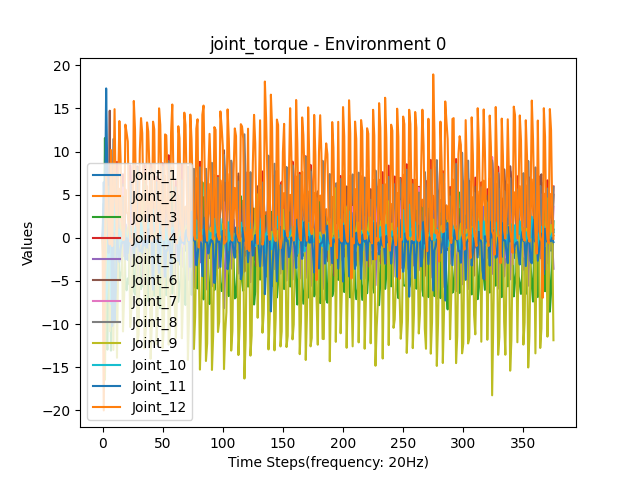 joint_torque - Environment 0
20
15
10
5
0
−5
−10
−15
−20
Values
Joint_1
Joint_2
Joint_3
Joint_4
Joint_5
Joint_6
Joint_7
Joint_8
Joint_9
Joint_10
Joint_11
Joint_12
0 50 100 150 200 250 300 350
Time Steps(frequency: 20Hz)